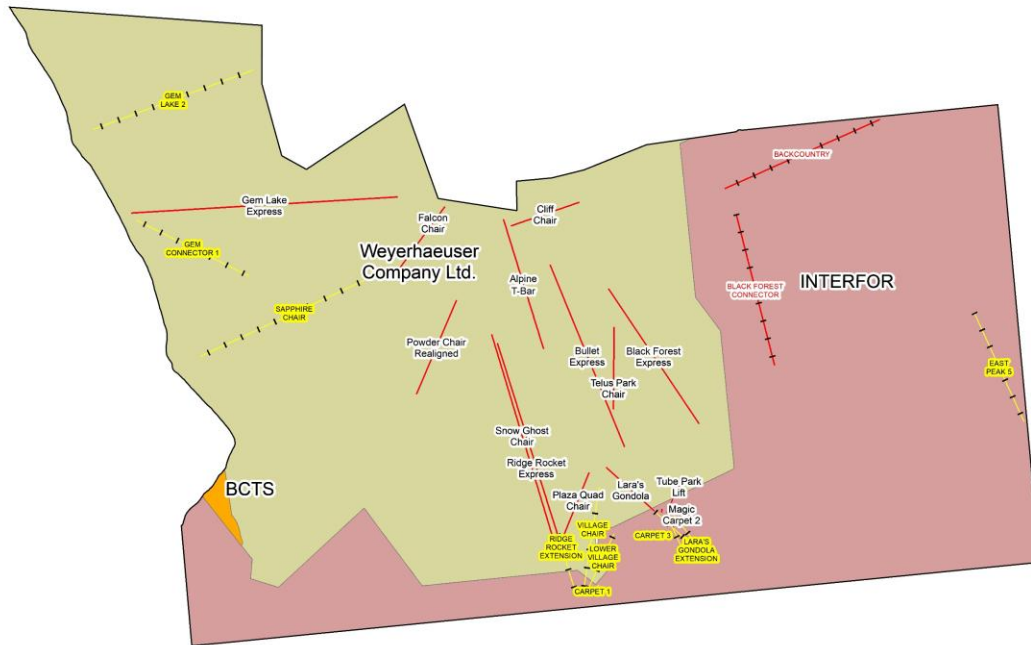 GEM
LAKE 2
BACKCOUNTRY
Gem Lake
Express
Falcon
Chair
Cliff
Chair
GEM
CONNECTOR 1
Weyerhaeuser
Company Ltd.
Alpine
T-Bar
BLACK FOREST
CONNECTOR
INTERFOR
SAPPHIRE
CHAIR
Powder Chair
Realigned
Bullet
Express
Black Forest
Express
EAST
PEAK 5
Telus Park
Chair
Snow Ghost
Chair
Ridge Rocket
Express
BCTS
Plaza Quad
Chair
Lara's
Gondola
Tube Park
Lift
Magic
Carpet 2
VILLAGE
CHAIR
RIDGE
ROCKET
EXTENSION
LOWER
VILLAGE
CHAIR
CARPET 3
LARA'S
GONDOLA
EXTENSION
CARPET 1